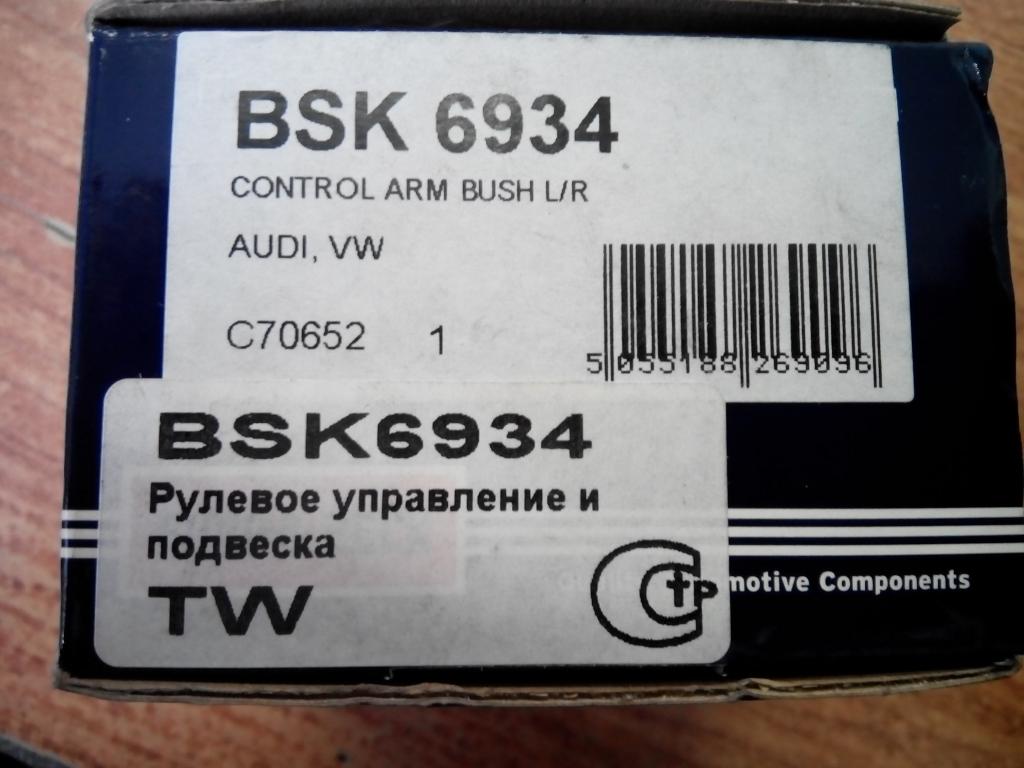 BSK 6934
CONTROL ARM BUSH L/R
AUDI, VW
C70652 1
5 055188 269096
BSK6934
Рулевое управление и
подвеска
TW
Стр
motive Components